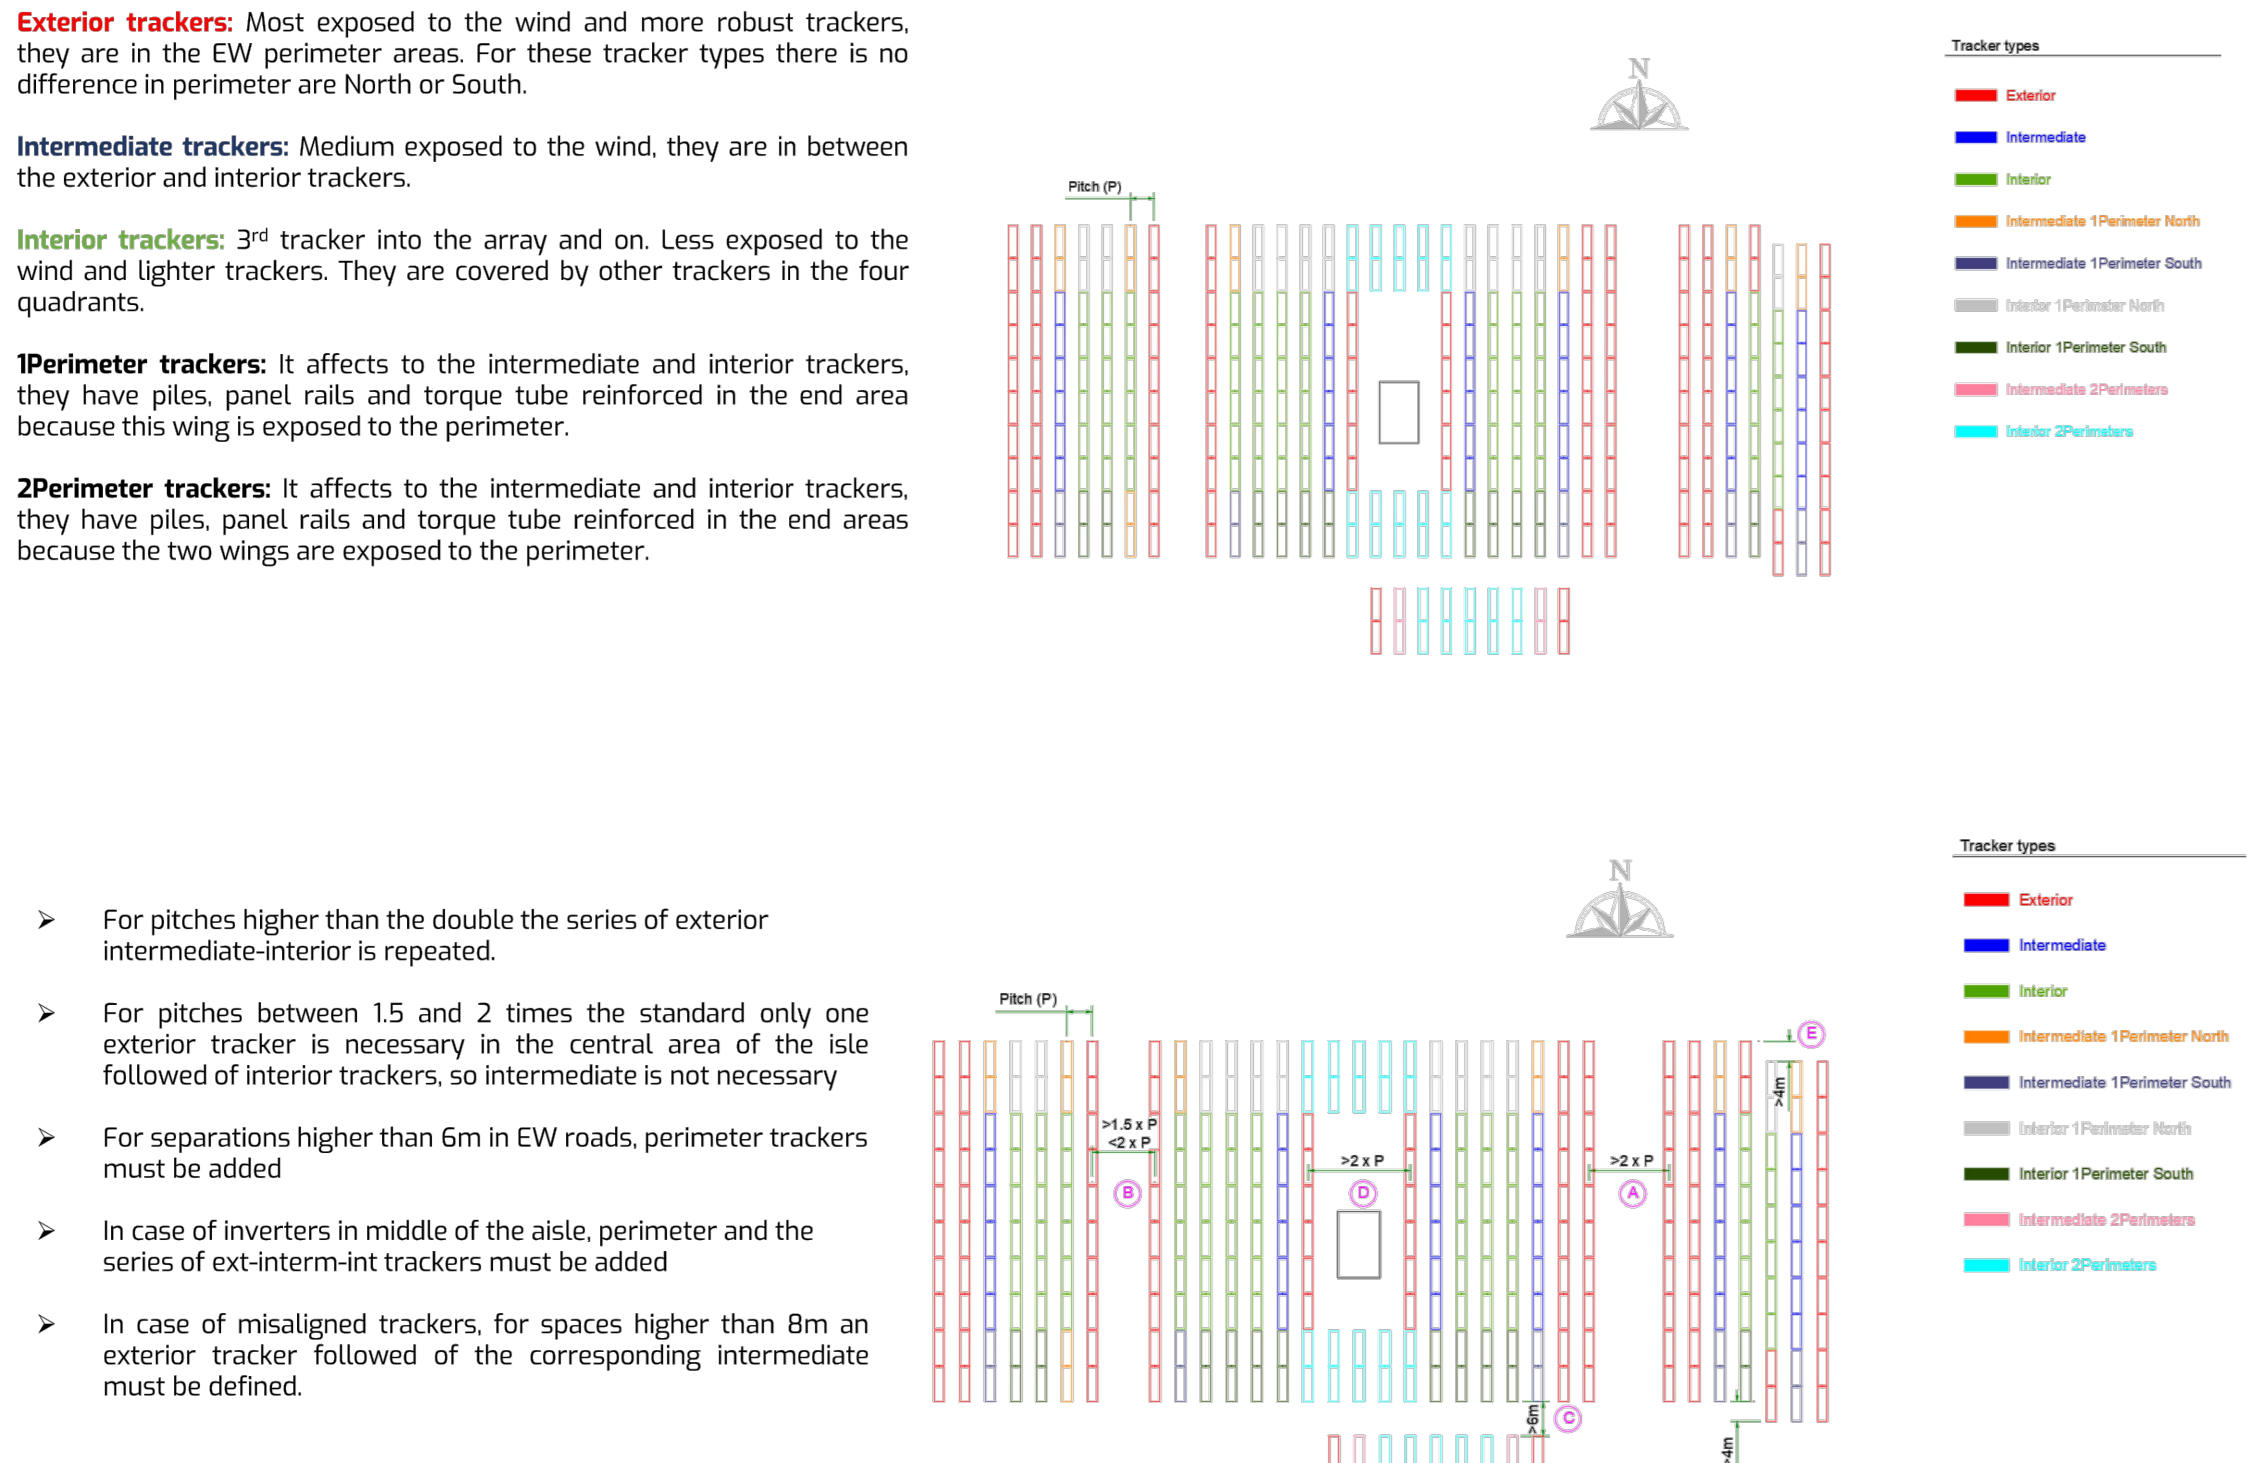 Exterior trackers: Most exposed to the wind and more robust trackers,
they are in the EW perimeter areas. For these tracker types there is no
difference in perimeter are North or South.
Intermediate trackers: Medium exposed to the wind, they are in between
the exterior and interior trackers.
Interior trackers: 3rd tracker into the array and on. Less exposed to the
wind and lighter trackers. They are covered by other trackers in the four
quadrants.
1Perimeter trackers: It affects to the intermediate and interior trackers,
they have piles, panel rails and torque tube reinforced in the end area
because this wing is exposed to the perimeter.
2Perimeter trackers: It affects to the intermediate and interior trackers,
they have piles, panel rails and torque tube reinforced in the end areas
because the two wings are exposed to the perimeter.
N
Pitch (P)
Tracker types
Exterior
Intermediate
Interior
Intermediate 1Perimeter North
Intermediate 1Perimeter South
Interior 1Perimeter North
Interior 1Perimeter South
Intermediate 2Perimeters
Interior 2Perimeters
➢ For pitches higher than the double the series of exterior
intermediate-interior is repeated.
➢ For pitches between 1.5 and 2 times the standard only one
exterior tracker is necessary in the central area of the isle
followed of interior trackers, so intermediate is not necessary
➢ For separations higher than 6m in EW roads, perimeter trackers
must be added
➢ In case of inverters in middle of the aisle, perimeter and the
series of ext-interm-int trackers must be added
➢ In case of misaligned trackers, for spaces higher than 8m an
exterior tracker followed of the corresponding intermediate
must be defined.
N
Pitch (P)
E
>4m
>1.5 x P
<2 x P
B
>2 x P
D
>2 x P
A
>6m
C
>4m
Tracker types
Exterior
Intermediate
Interior
Intermediate 1Perimeter North
Intermediate 1Perimeter South
Interior 1Perimeter North
Interior 1Perimeter South
Intermediate 2Perimeters
Interior 2Perimeters